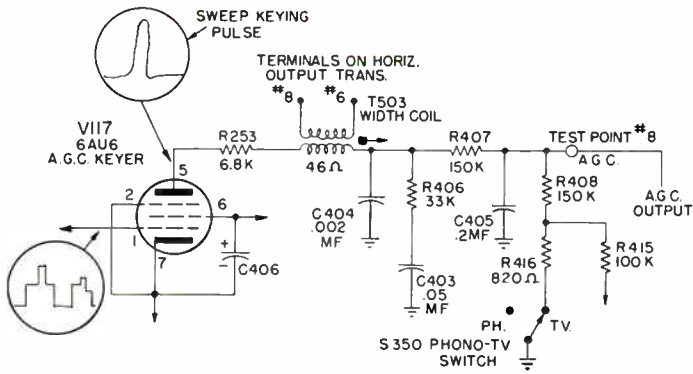 SWEEP KEYING
PULSE
TERMINALS ON HORIZ.
OUTPUT TRANS.
#8
#6
T503
WIDTH COIL
V117
6AU6
A.G.C. KEYER
R253
6.8K
46Ω
R407
150K
TEST POINT #8
A.G.C.
5
2
6
1
7
+
−
C406
C404
.002
MF
R406
33K
C403
.05
MF
C405
.2MF
R408
150K
A.G.C.
OUTPUT
R416
820Ω
R415
100K
PH.
T.V.
S350 PHONO-TV
SWITCH